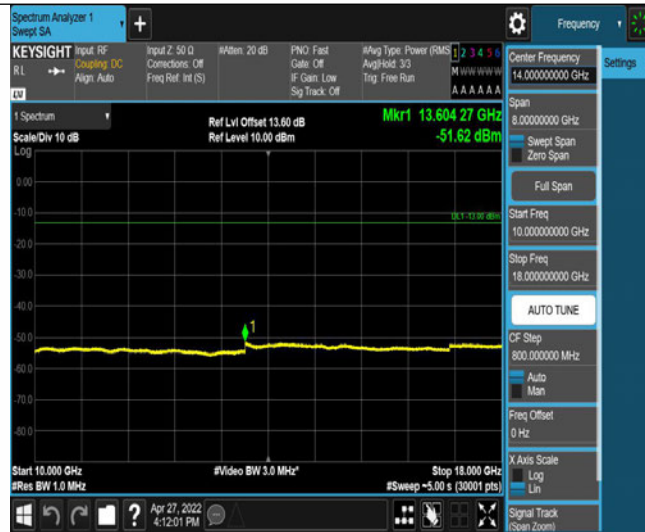 Spectrum Analyzer 1
Swept SA
Frequency
KEYSIGHT
RL
Input: RF
Coupling: DC
Align: Auto
Input Z: 50 Ω
Corrections: Off
Freq Ref: Int (S)
#Atten: 20 dB
PNO: Fast
Gate: Off
IF Gain: Low
Sig Track: Off
#Avg Type: Power (RMS
Avg|Hold: 3/3
Trig: Free Run
1 2 3 4 5 6
M W W W W W
A A A A A A
1 Spectrum
Scale/Div 10 dB
Log
Ref Lvl Offset 13.60 dB
Ref Level 10.00 dBm
Mkr1 13.604 27 GHz
-51.62 dBm
0.00
-10.0
DL1 -13.00 dBm
-20.0
-30.0
-40.0
1
-50.0
-60.0
-70.0
-80.0
Start 10.000 GHz
#Res BW 1.0 MHz
#Video BW 3.0 MHz*
Stop 18.000 GHz
#Sweep ~5.00 s (30001 pts)
Apr 27, 2022
4:12:01 PM
Center Frequency
14.000000000 GHz
Settings
Span
8.00000000 GHz
Swept Span
Zero Span
Full Span
Start Freq
10.000000000 GHz
Stop Freq
18.000000000 GHz
AUTO TUNE
CF Step
800.000000 MHz
Auto
Man
Freq Offset
0 Hz
X Axis Scale
Log
Lin
Signal Track
(Span Zoom)